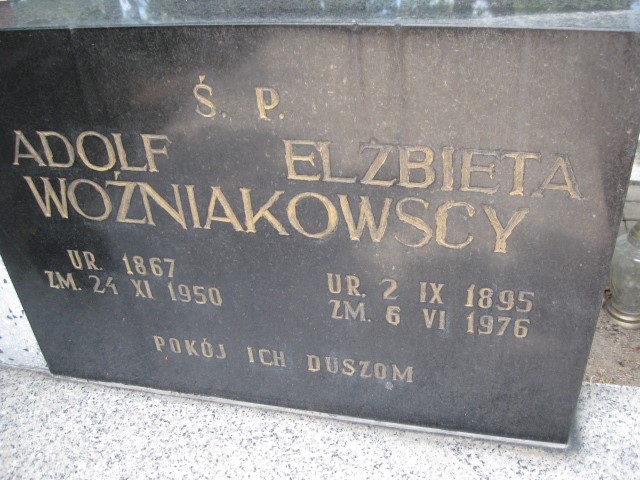 Ś. P.
ADOLF ELŻBIETA
WOŹNIAKOWSCY
UR. 1867 UR. 2 IX 1895
ZM. 24 XI 1950 ZM. 6 VI 1976
POKÓJ ICH DUSZOM